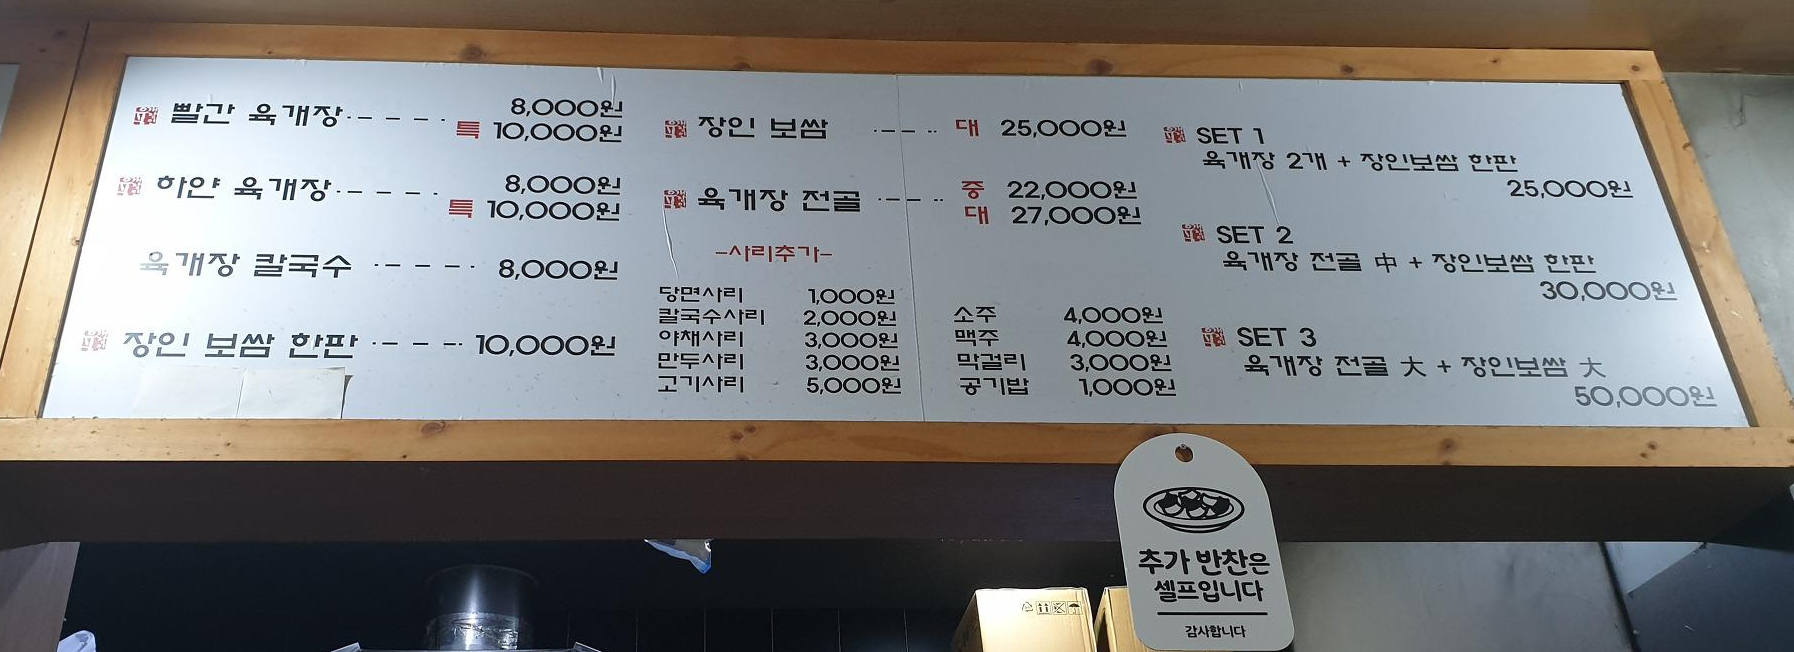 빨간 육개장 8,000원
특 10,000원
하얀 육개장 8,000원
특 10,000원
육개장 칼국수 8,000원
장인 보쌈 한판 10,000원
장인 보쌈 대 25,000원
육개장 전골 중 22,000원
대 27,000원
-사리추가-
당면사리 1,000원
칼국수사리 2,000원
야채사리 3,000원
만두사리 3,000원
고기사리 5,000원
소주 4,000원
맥주 4,000원
막걸리 3,000원
공기밥 1,000원
SET 1
육개장 2개 + 장인보쌈 한판
25,000원
SET 2
육개장 전골 中 + 장인보쌈 한판
30,000원
SET 3
육개장 전골 大 + 장인보쌈 大
50,000원
추가 반찬은
셀프입니다
감사합니다